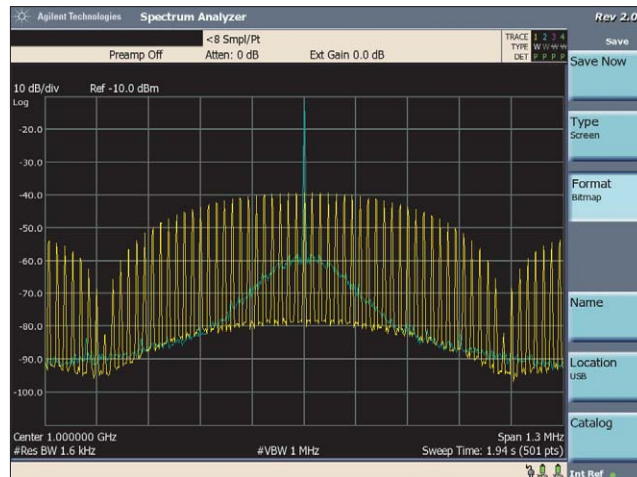 Agilent Technologies Spectrum Analyzer Rev 2.0
<8 Smpl/Pt
TRACE 1 2 3 4
TYPE W W W W
DET P P P P
Save
Preamp Off Atten: 0 dB Ext Gain 0.0 dB
Save Now
10 dB/div Ref -10.0 dBm
Log
-20.0
-30.0
-40.0
-50.0
-60.0
-70.0
-80.0
-90.0
-100.0
Type
Screen
Format
Bitmap
Name
Location
USB
Catalog
Center 1.000000 GHz Span 1.3 MHz
#Res BW 1.6 kHz #VBW 1 MHz Sweep Time: 1.94 s (501 pts)
Int Ref